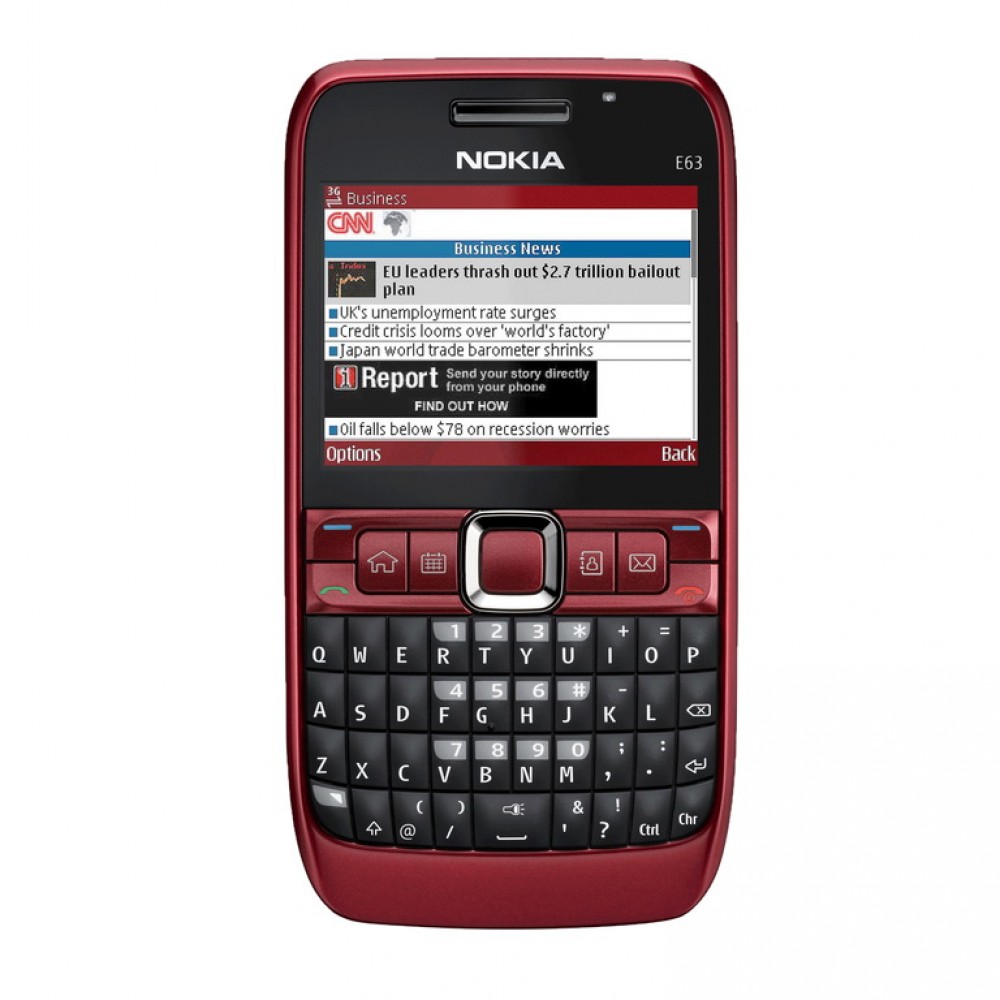 NOKIA
E63
3G
Business
CNN
Business News
EU leaders thrash out $2.7 trillion bailout
plan
UK's unemployment rate surges
Credit crisis looms over 'world's factory'
Japan world trade barometer shrinks
i Report Send your story directly
from your phone
FIND OUT HOW
Oil falls below $78 on recession worries
Options Back
1 2 3 * + =
Q W E R T Y U I O P
4 5 6 # -
A S D F G H J K L
7 8 9 0 ; :
Z X C V B N M , .
( ) & !
@ / ' ? Ctrl Chr